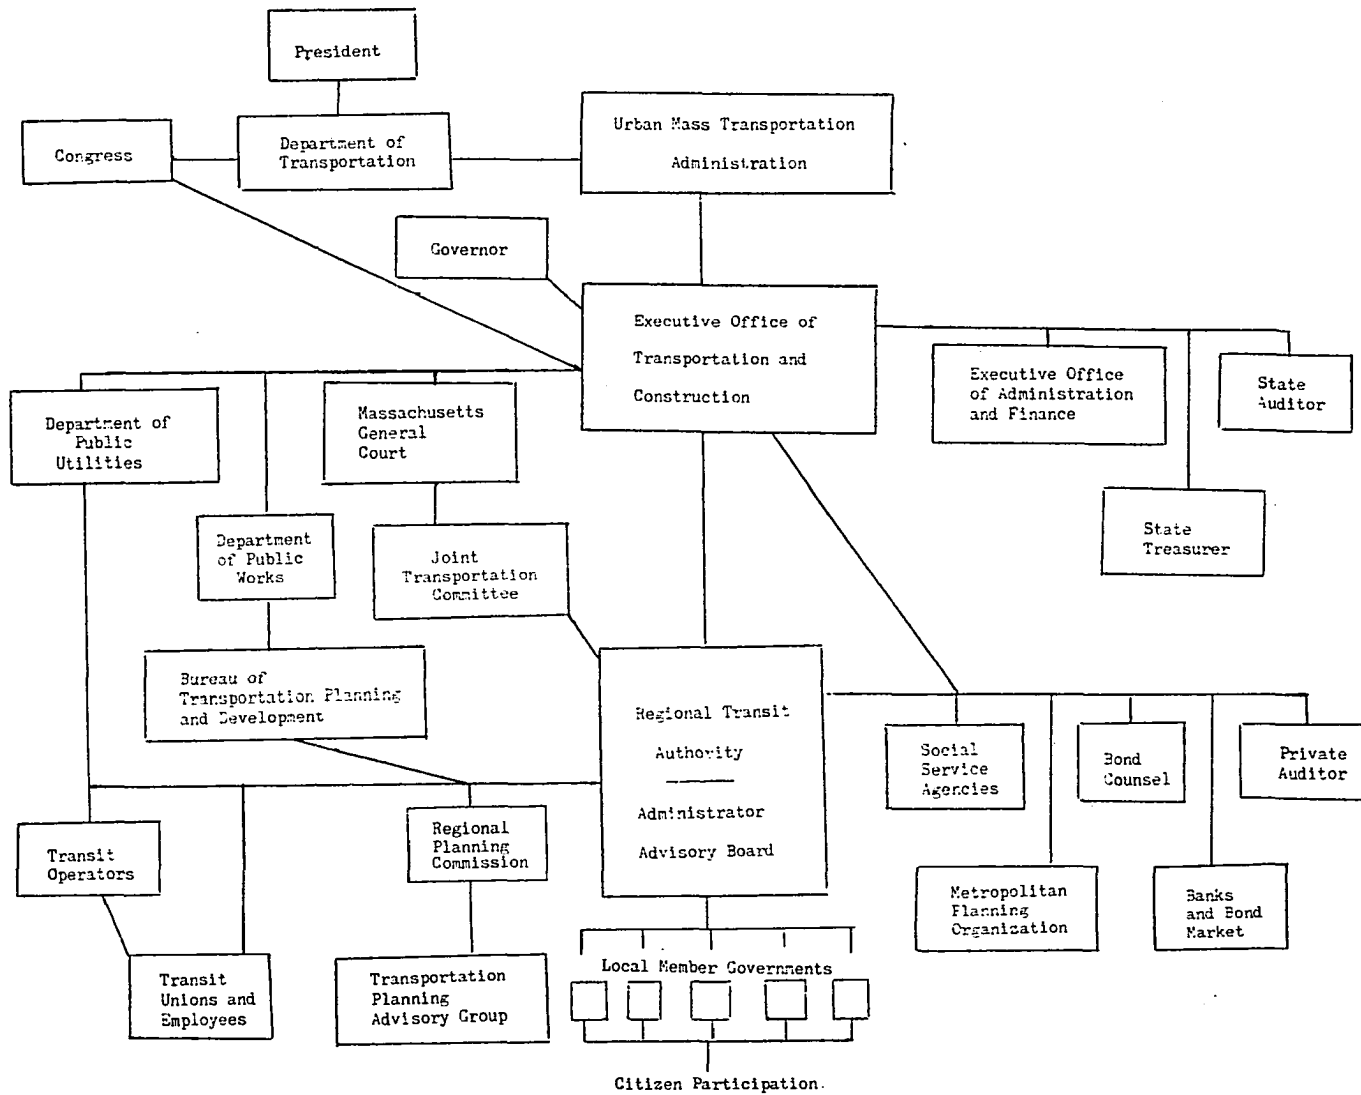 President
Urban Mass Transportation
Administration
Department of
Transportation
Congress
Governor
Executive Office of
Transportation and
Construction
Executive Office
of Administration
and Finance
State
Auditor
State
Treasurer
Department of
Public
Utilities
Massachusetts
General
Court
Department
of Public
Works
Joint
Transportation
Committee
Bureau of
Transportation Planning
and Development
Regional Transit
Authority
Administrator
Advisory Board
Social
Service
Agencies
Bond
Counsel
Private
Auditor
Transit
Operators
Regional
Planning
Commission
Metropolitan
Planning
Organization
Banks
and Bond
Market
Transit
Unions and
Employees
Transportation
Planning
Advisory Group
Local Member Governments
Citizen Participation.